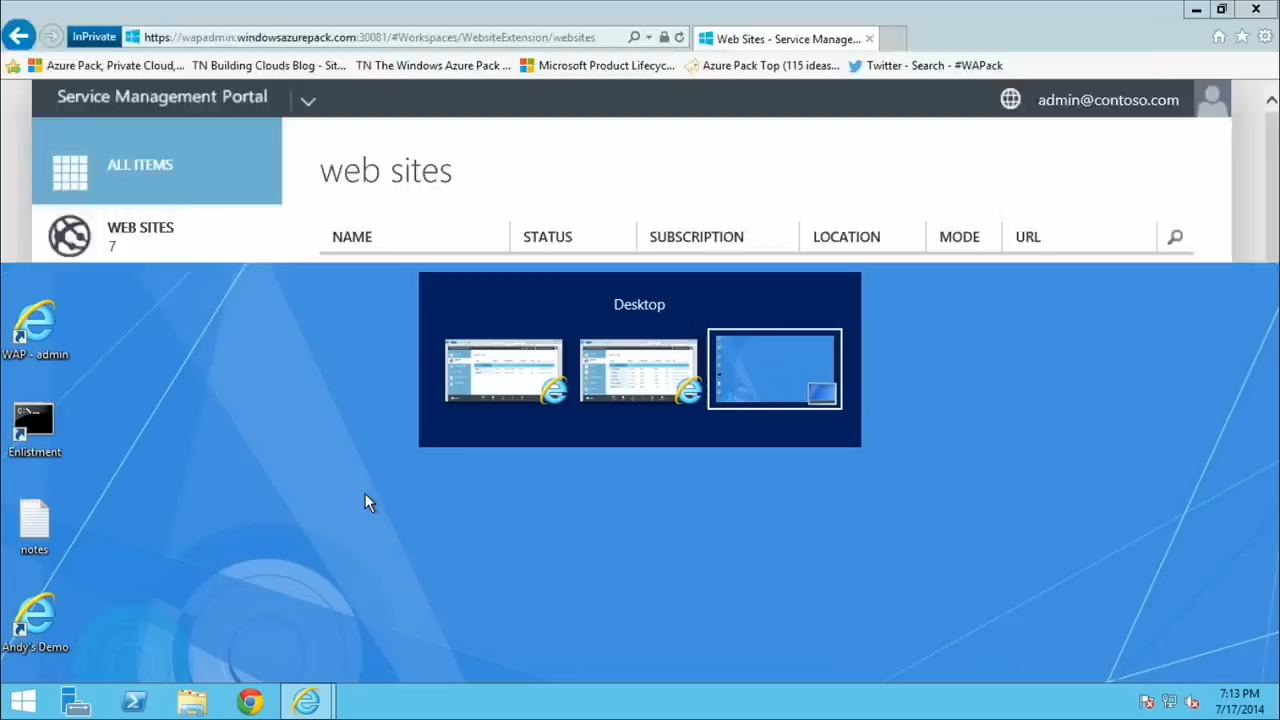 InPrivate https://wapadmin.windowsazurepack.com:30081/#Workspaces/WebsiteExtension/websites Web Sites - Service Manage...
Azure Pack, Private Cloud,... TN Building Clouds Blog - Sit... TN The Windows Azure Pack ... Microsoft Product Lifecyc... Azure Pack Top (115 ideas... Twitter - Search - #WAPack
Service Management Portal admin@contoso.com
ALL ITEMS
web sites
WEB SITES
7
NAME STATUS SUBSCRIPTION LOCATION MODE URL
Desktop
WAP - admin
Enlistment
notes
Andy's Demo
7:13 PM
7/17/2014